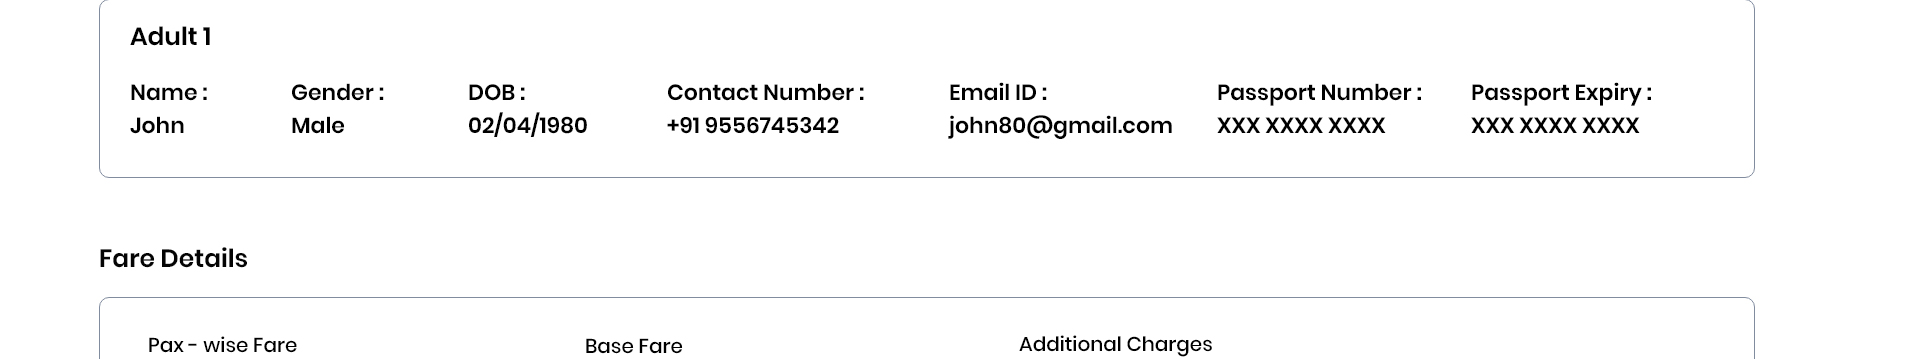 Adult 1
Name : Gender : DOB : Contact Number : Email ID : Passport Number : Passport Expiry :
John Male 02/04/1980 +91 9556745342 john80@gmail.com XXX XXXX XXXX XXX XXXX XXXX
Fare Details
Pax - wise Fare Base Fare Additional Charges